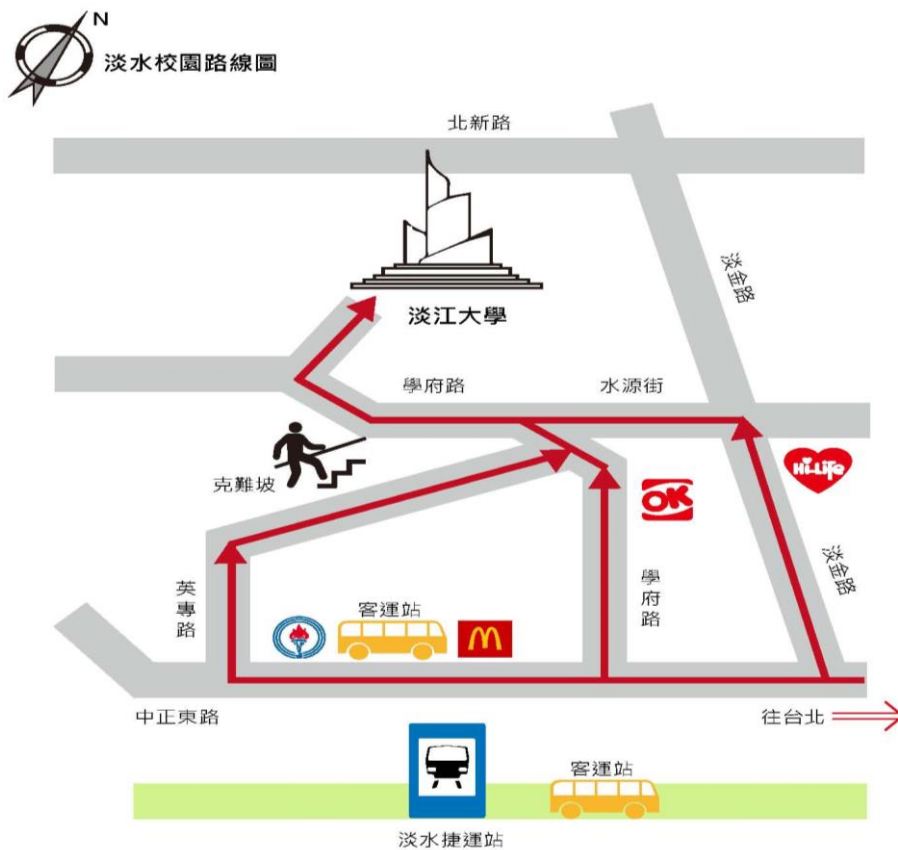 N
淡水校園路線圖
北新路
淡金路
淡江大學
學府路
水源街
克難坡
Hi-Life
OK
淡金路
英專路
學府路
客運站
中正東路
往台北
客運站
淡水捷運站